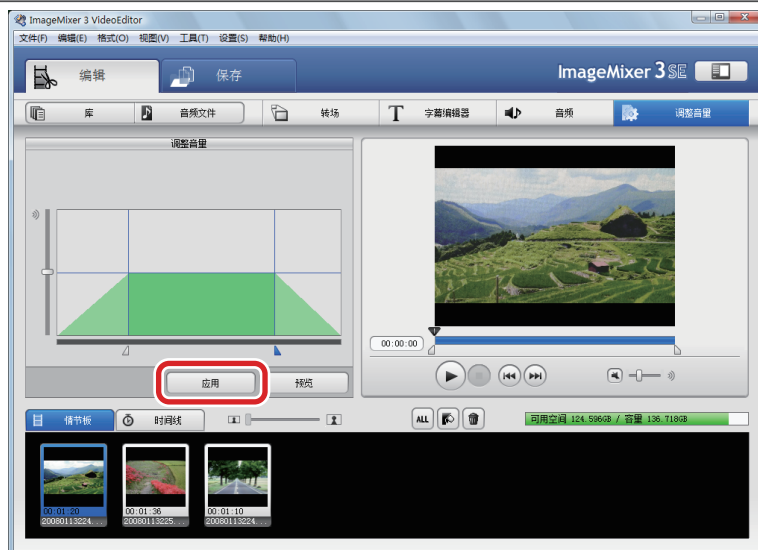 ImageMixer 3 VideoEditor
文件(F) 编辑(E) 格式(O) 视图(V) 工具(T) 设置(S) 帮助(H)
编辑 保存 ImageMixer 3 SE
库 音频文件 转场 T 字幕编辑器 音频 调整音量
调整音量
00:00:00
应用 预览
情节板 时间线 ALL 可用空间 124.596GB / 容量 136.718GB
00:01:20 00:01:36 00:01:10
20080113224... 20080113225... 20080113224...